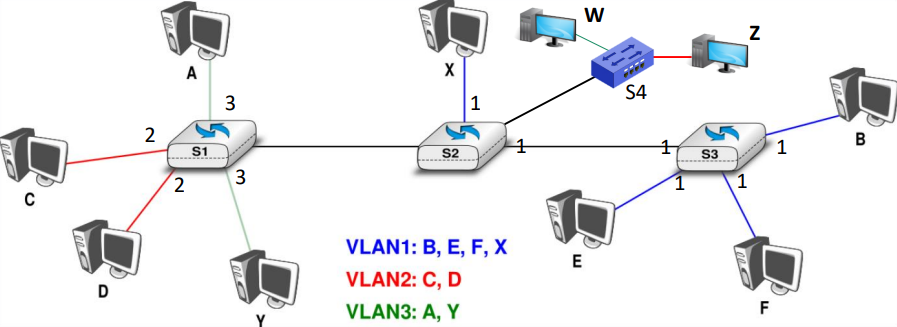 W
Z
A
X
S4
B
3
1
2
S1
S2
1
1
S3
1
C
2
3
1
1
D
Y
E
F
VLAN1: B, E, F, X
VLAN2: C, D
VLAN3: A, Y